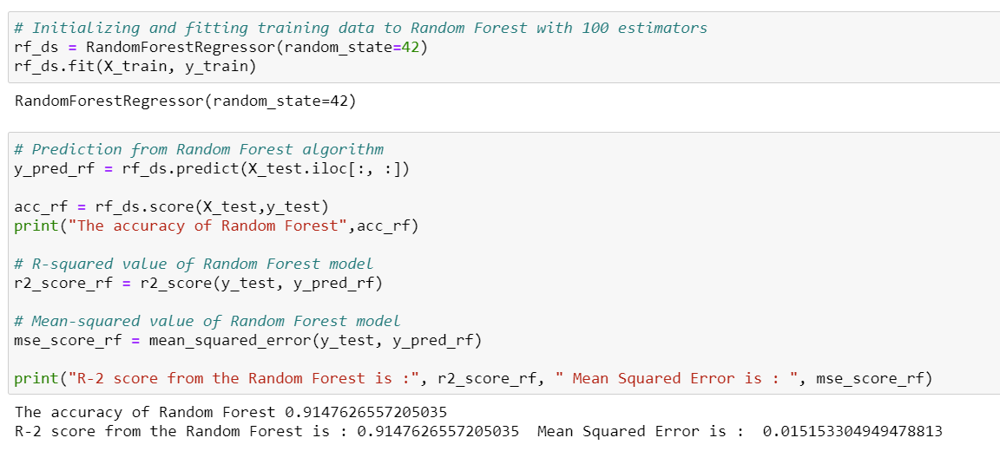 # Initializing and fitting training data to Random Forest with 100 estimators
rf_ds = RandomForestRegressor(random_state=42)
rf_ds.fit(X_train, y_train)
RandomForestRegressor(random_state=42)
# Prediction from Random Forest algorithm
y_pred_rf = rf_ds.predict(X_test.iloc[:, :])
acc_rf = rf_ds.score(X_test,y_test)
print("The accuracy of Random Forest",acc_rf)
# R-squared value of Random Forest model
r2_score_rf = r2_score(y_test, y_pred_rf)
# Mean-squared value of Random Forest model
mse_score_rf = mean_squared_error(y_test, y_pred_rf)
print("R-2 score from the Random Forest is :", r2_score_rf, " Mean Squared Error is : ", mse_score_rf)
The accuracy of Random Forest 0.9147626557205035
R-2 score from the Random Forest is : 0.9147626557205035  Mean Squared Error is :  0.015153304949478813